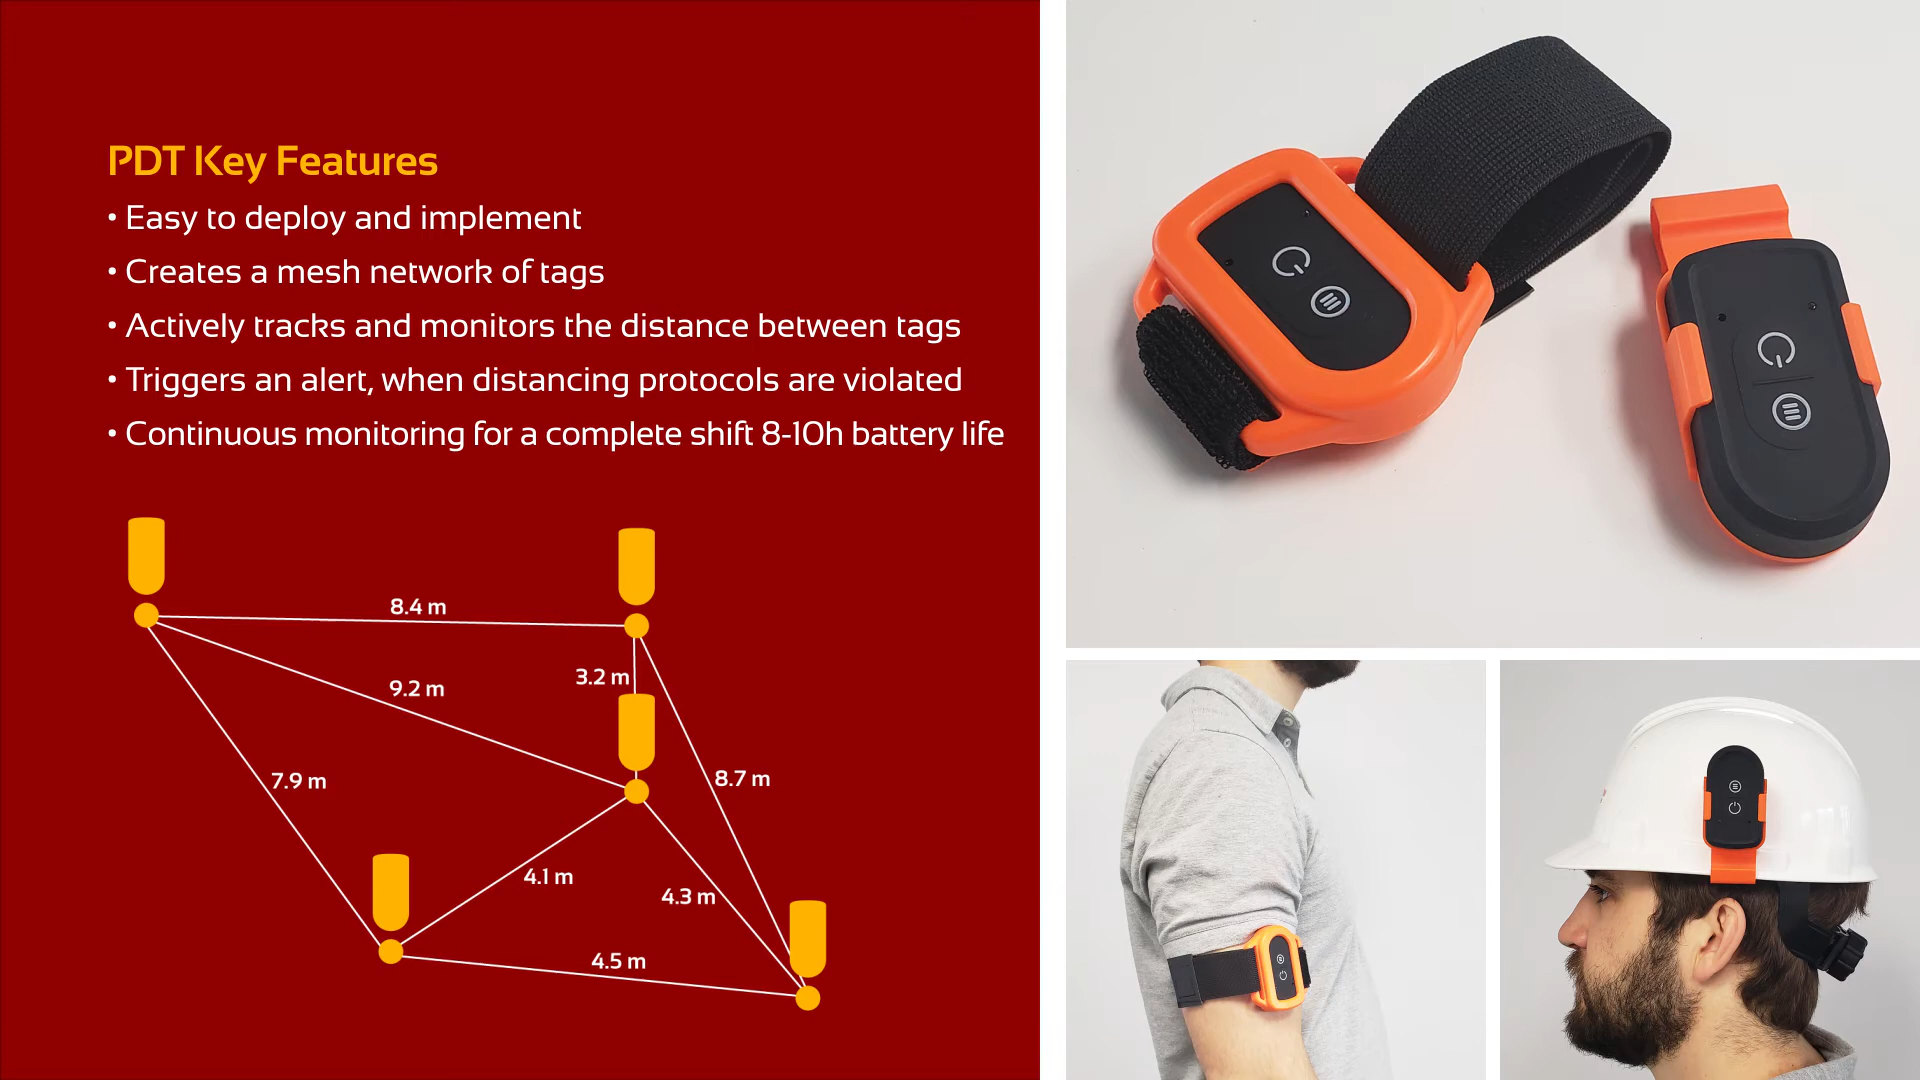 PDT Key Features
• Easy to deploy and implement
• Creates a mesh network of tags
• Actively tracks and monitors the distance between tags
• Triggers an alert, when distancing protocols are violated
• Continuous monitoring for a complete shift 8-10h battery life
8.4 m
3.2 m
9.2 m
7.9 m
8.7 m
4.1 m
4.3 m
4.5 m